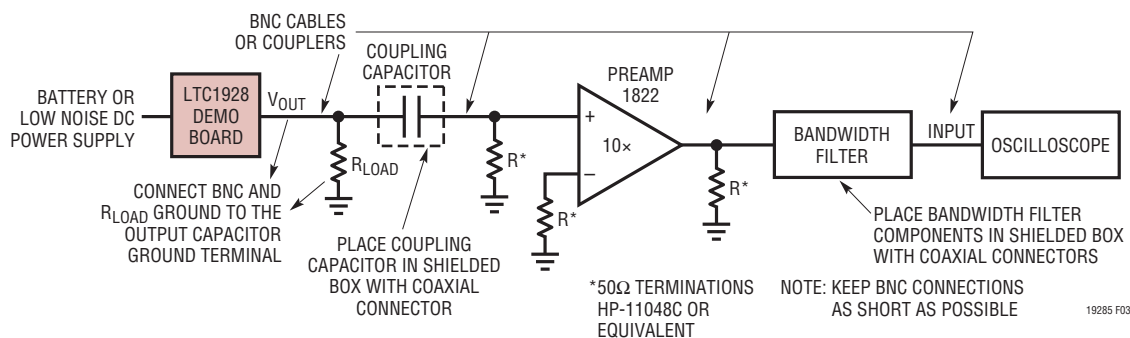 BNC CABLES
OR COUPLERS
COUPLING
CAPACITOR
PREAMP
1822
BATTERY OR
LOW NOISE DC
POWER SUPPLY
LTC1928
DEMO
BOARD
VOUT
RLOAD
R*
+
–
10×
R*
R*
BANDWIDTH
FILTER
INPUT
OSCILLOSCOPE
CONNECT BNC AND
RLOAD GROUND TO THE
OUTPUT CAPACITOR
GROUND TERMINAL
PLACE COUPLING
CAPACITOR IN SHIELDED
BOX WITH COAXIAL
CONNECTOR
PLACE BANDWIDTH FILTER
COMPONENTS IN SHIELDED BOX
WITH COAXIAL CONNECTORS
*50Ω TERMINATIONS
HP-11048C OR
EQUIVALENT
NOTE: KEEP BNC CONNECTIONS
AS SHORT AS POSSIBLE
19285 F03